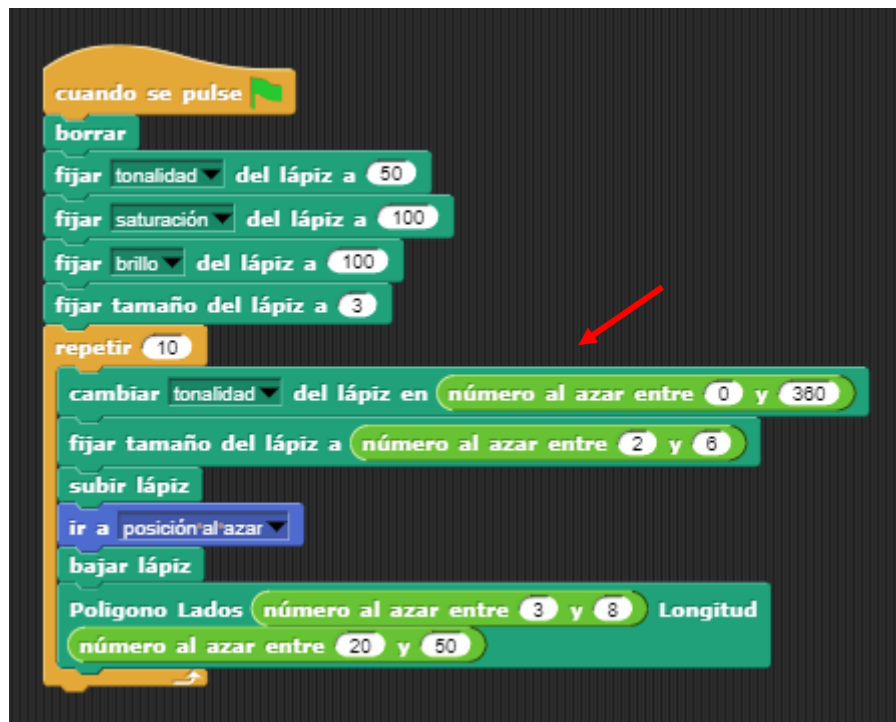 cuando se pulse
borrar
fijar tonalidad del lápiz a 50
fijar saturación del lápiz a 100
fijar brillo del lápiz a 100
fijar tamaño del lápiz a 3
repetir 10
cambiar tonalidad del lápiz en número al azar entre 0 y 360
fijar tamaño del lápiz a número al azar entre 2 y 6
subir lápiz
ir a posición*al*azar
bajar lápiz
Poligono Lados número al azar entre 3 y 8 Longitud
número al azar entre 20 y 50